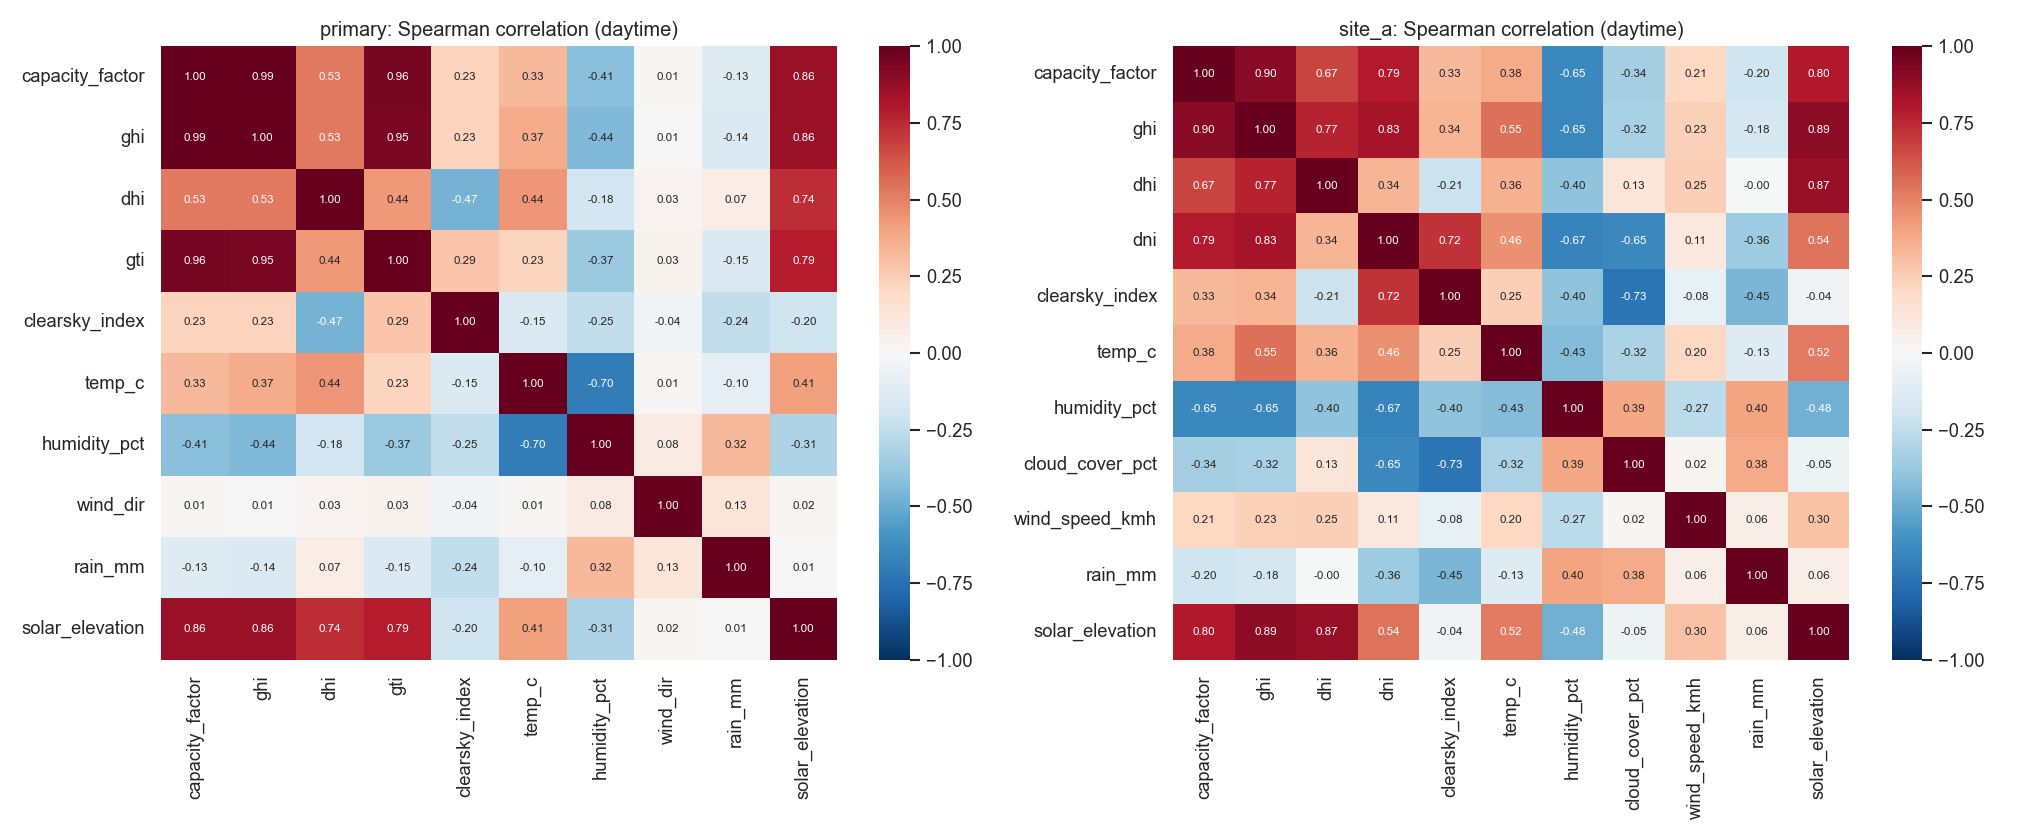 primary: Spearman correlation (daytime)
capacity_factor 1.00 0.99 0.53 0.96 0.23 0.33 -0.41 0.01 -0.13 0.86
ghi 0.99 1.00 0.53 0.95 0.23 0.37 -0.44 0.01 -0.14 0.86
dhi 0.53 0.53 1.00 0.44 -0.47 0.44 -0.18 0.03 0.07 0.74
gti 0.96 0.95 0.44 1.00 0.29 0.23 -0.37 0.03 -0.15 0.79
clearsky_index 0.23 0.23 -0.47 0.29 1.00 -0.15 -0.25 -0.04 -0.24 -0.20
temp_c 0.33 0.37 0.44 0.23 -0.15 1.00 -0.70 0.01 -0.10 0.41
humidity_pct -0.41 -0.44 -0.18 -0.37 -0.25 -0.70 1.00 0.08 0.32 -0.31
wind_dir 0.01 0.01 0.03 0.03 -0.04 0.01 0.08 1.00 0.13 0.02
rain_mm -0.13 -0.14 0.07 -0.15 -0.24 -0.10 0.32 0.13 1.00 0.01
solar_elevation 0.86 0.86 0.74 0.79 -0.20 0.41 -0.31 0.02 0.01 1.00
capacity_factor
ghi
dhi
gti
clearsky_index
temp_c
humidity_pct
wind_dir
rain_mm
solar_elevation
1.00
0.75
0.50
0.25
0.00
−0.25
−0.50
−0.75
−1.00
site_a: Spearman correlation (daytime)
capacity_factor 1.00 0.90 0.67 0.79 0.33 0.38 -0.65 -0.34 0.21 -0.20 0.80
ghi 0.90 1.00 0.77 0.83 0.34 0.55 -0.65 -0.32 0.23 -0.18 0.89
dhi 0.67 0.77 1.00 0.34 -0.21 0.36 -0.40 0.13 0.25 -0.00 0.87
dni 0.79 0.83 0.34 1.00 0.72 0.46 -0.67 -0.65 0.11 -0.36 0.54
clearsky_index 0.33 0.34 -0.21 0.72 1.00 0.25 -0.40 -0.73 -0.08 -0.45 -0.04
temp_c 0.38 0.55 0.36 0.46 0.25 1.00 -0.43 -0.32 0.20 -0.13 0.52
humidity_pct -0.65 -0.65 -0.40 -0.67 -0.40 -0.43 1.00 0.39 -0.27 0.40 -0.48
cloud_cover_pct -0.34 -0.32 0.13 -0.65 -0.73 -0.32 0.39 1.00 0.02 0.38 -0.05
wind_speed_kmh 0.21 0.23 0.25 0.11 -0.08 0.20 -0.27 0.02 1.00 0.06 0.30
rain_mm -0.20 -0.18 -0.00 -0.36 -0.45 -0.13 0.40 0.38 0.06 1.00 0.06
solar_elevation 0.80 0.89 0.87 0.54 -0.04 0.52 -0.48 -0.05 0.30 0.06 1.00
capacity_factor
ghi
dhi
dni
clearsky_index
temp_c
humidity_pct
cloud_cover_pct
wind_speed_kmh
rain_mm
solar_elevation
1.00
0.75
0.50
0.25
0.00
−0.25
−0.50
−0.75
−1.00